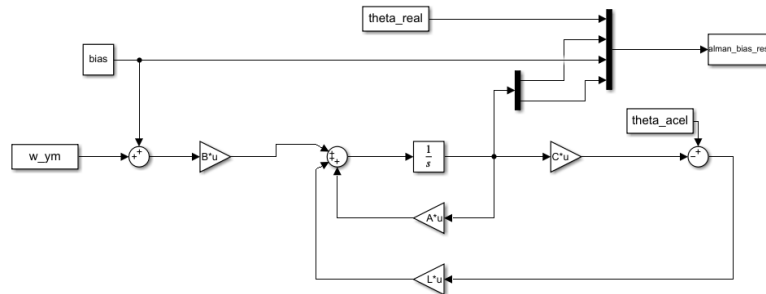 theta_real
bias
alman_bias_res
theta_acel
w_ym
+
+
B*u
+
+
+
1
s
C*u
+
−
A*u
L*u